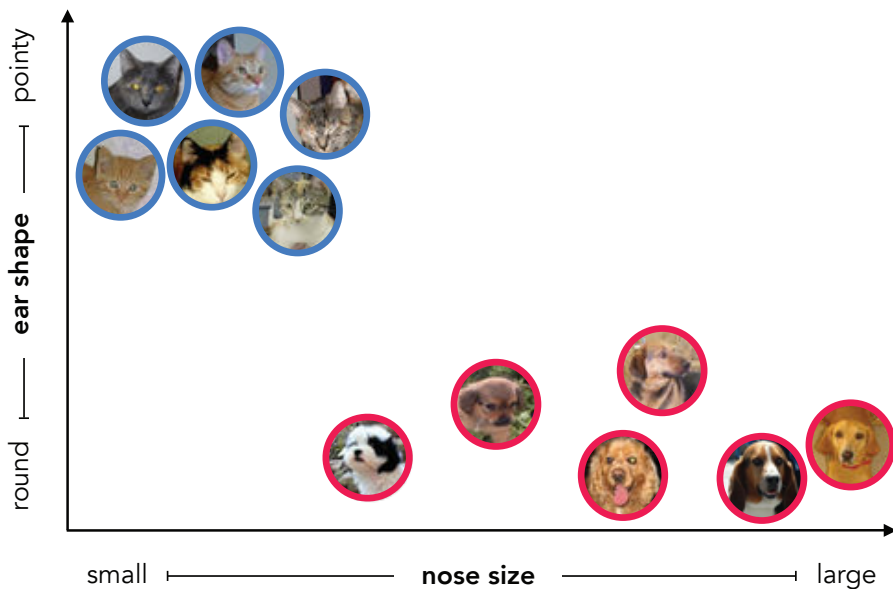 pointy
ear shape
round
small
nose size
large